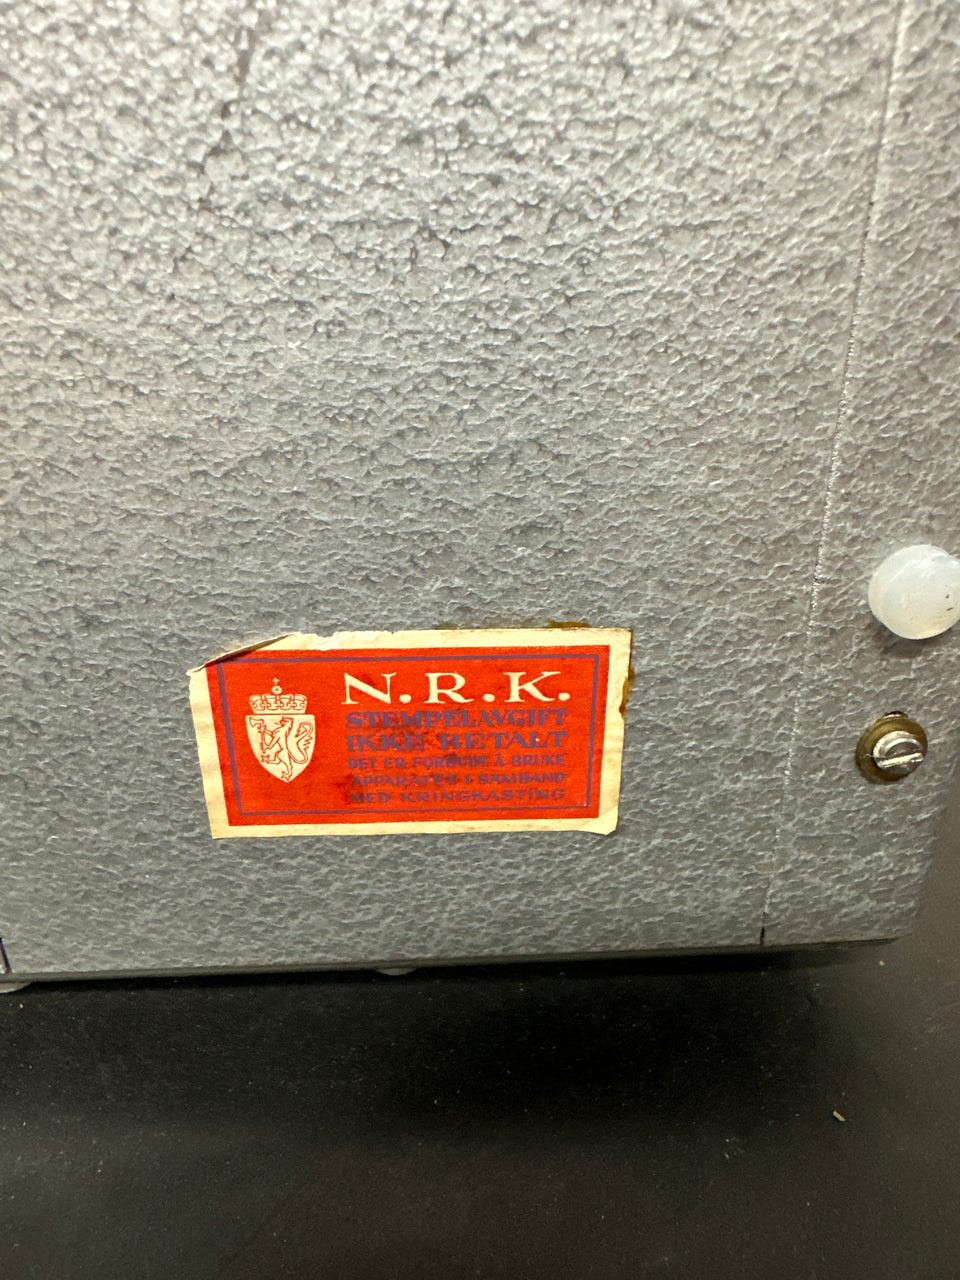 N.R.K.
STEMPELAVGIFT
IKKE BETALT
DET ER FORBUDT Å BRUKE
APPARATET I SAMBAND
MED KRINGKASTING